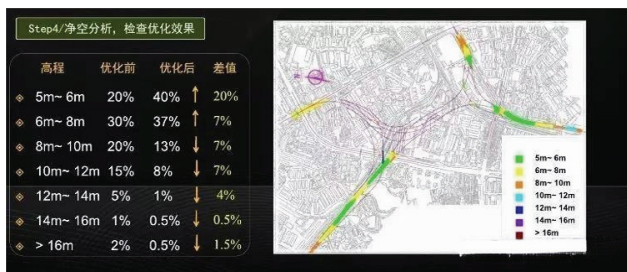 Step4/净空分析，检查优化效果
高程 优化前 优化后 差值
5m~ 6m 20% 40% ↑ 20%
6m~ 8m 30% 37% ↑ 7%
8m~ 10m 20% 13% ↓ 7%
10m~ 12m 15% 8% ↓ 7%
12m~ 14m 5% 1% ↓ 4%
14m~ 16m 1% 0.5% ↓ 0.5%
> 16m 2% 0.5% ↓ 1.5%
5m~ 6m
6m~ 8m
8m~ 10m
10m~ 12m
12m~ 14m
14m~ 16m
> 16m